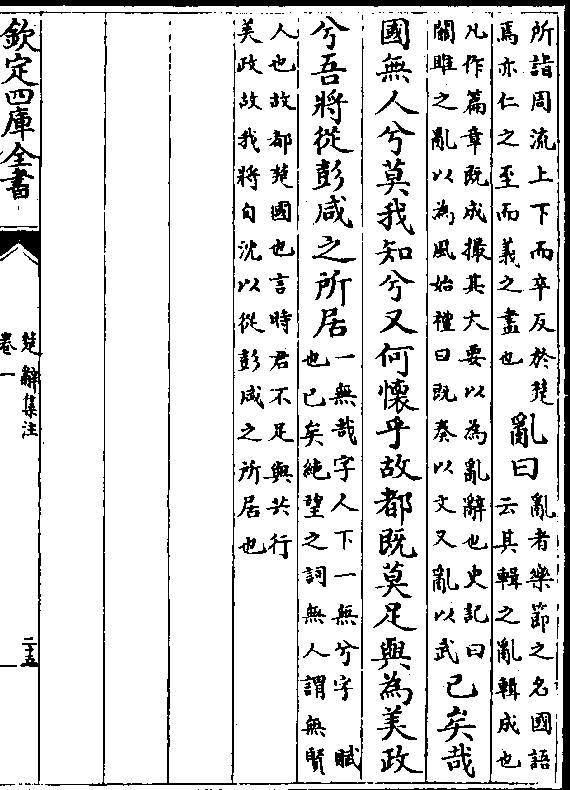 所詣周流上下而卒反於楚
焉亦仁之至而義之盡也
亂曰
亂者樂節之名國語
云其輯之亂輯成也
凡作篇章既成撮其大要以為亂辭也史記曰
關雎之亂以為風始禮曰既奏以文又亂以武
已矣哉
國無人兮莫我知兮又何懷乎故都既莫足與為美政
兮吾將從彭咸之所居
一無哉字人下一無兮字 賦
也已矣絶望之詞無人謂無賢
人也故都楚國也言時君不足與共行
美政故我將自沈以從彭咸之所居也
欽定四庫全書
楚辭集注
卷一
二十五